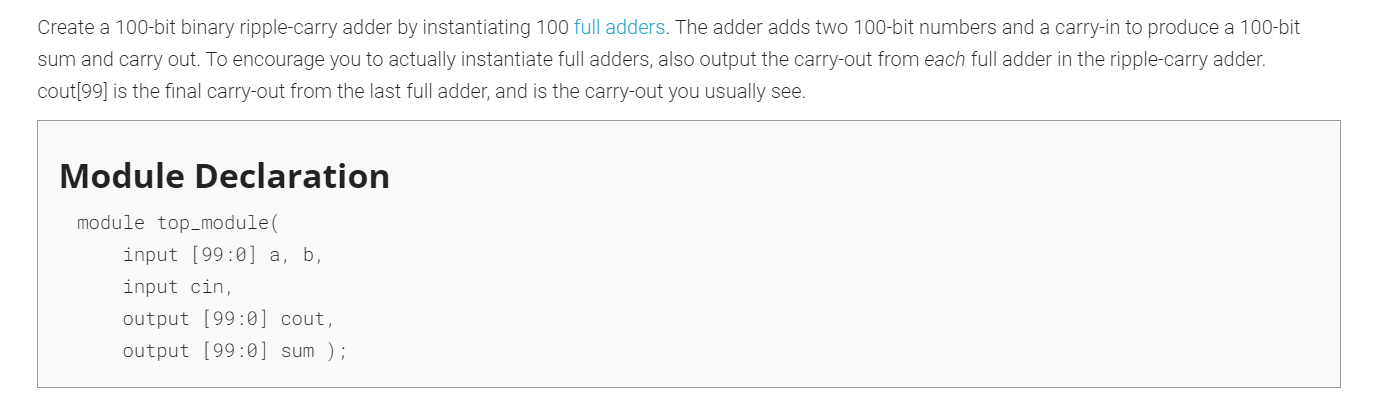 Create a 100-bit binary ripple-carry adder by instantiating 100 full adders. The adder adds two 100-bit numbers and a carry-in to produce a 100-bit
sum and carry out. To encourage you to actually instantiate full adders, also output the carry-out from each full adder in the ripple-carry adder.
cout[99] is the final carry-out from the last full adder, and is the carry-out you usually see.
Module Declaration
module top_module(
    input [99:0] a, b,
    input cin,
    output [99:0] cout,
    output [99:0] sum );